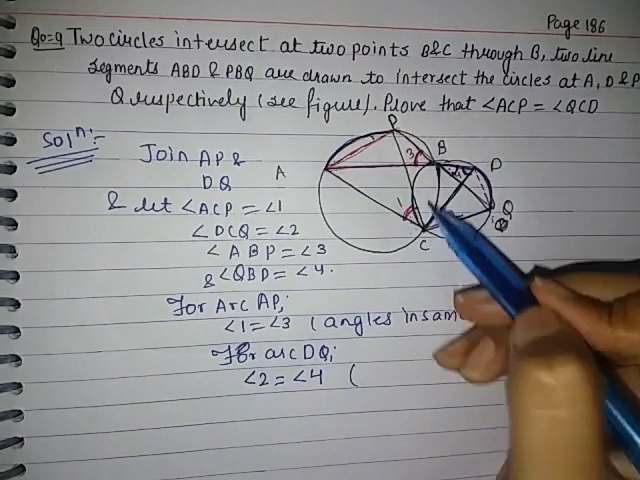 Page 186
Qo=9 Two circles intersect at two points B&C through B, two line
segments ABD & PBQ are drawn to intersect the circles at A, D & P
Q respectively (see figure). Prove that ∠ACP = ∠QCD
Solⁿ:-
Join AP &
DQ
& let ∠ACP = ∠1
∠DCQ = ∠2
∠ABP = ∠3
& ∠QBD = ∠4.
For Arc AP;
∠1 = ∠3 (angles in sam
For arc DQ;
∠2 = ∠4 (
P
B
A
3
D
Q
C